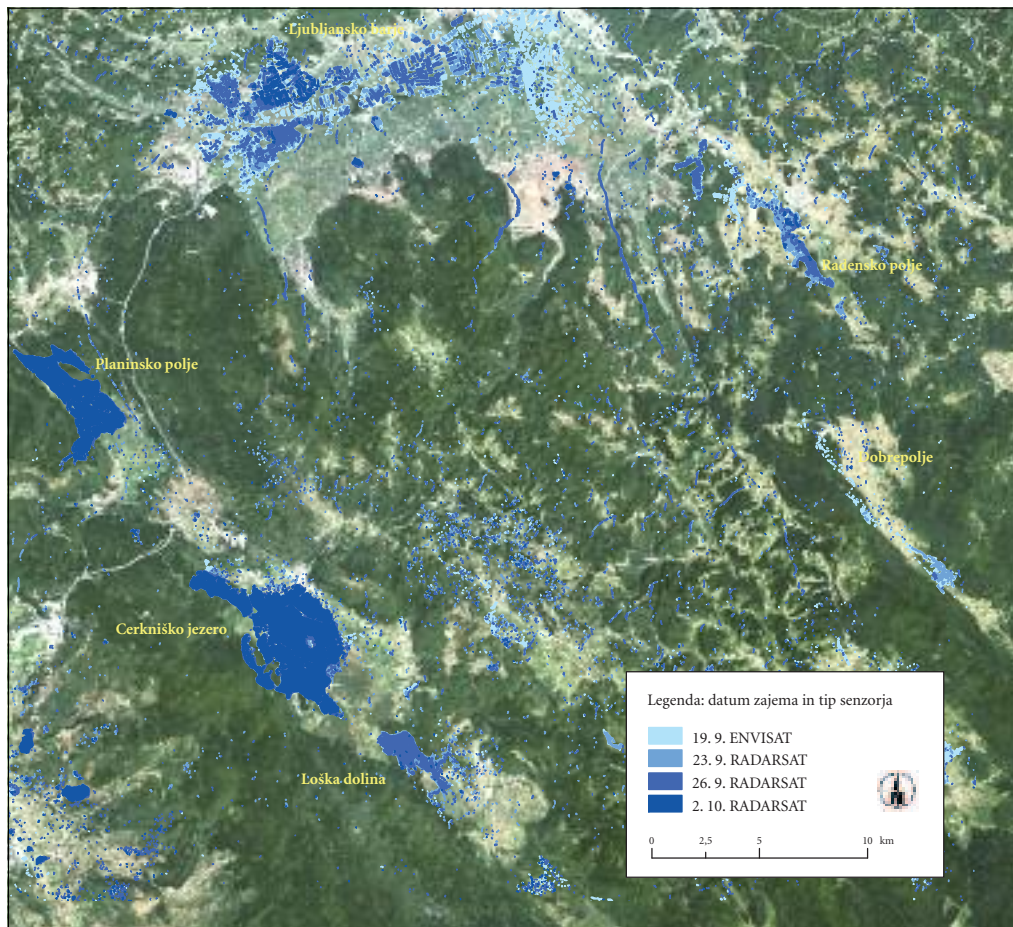 Ljubljansko barje
Radensko polje
Planinsko polje
Dobrepolje
Cerkniško jezero
Loška dolina
Legenda: datum zajema in tip senzorja
19. 9. ENVISAT
23. 9. RADARSAT
26. 9. RADARSAT
2. 10. RADARSAT
0 2,5 5 10 km